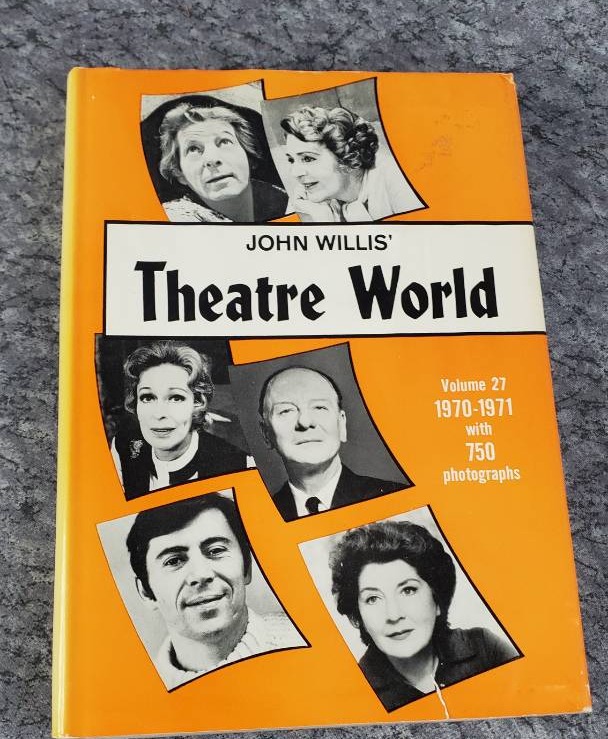 JOHN WILLIS'
Theatre World
Volume 27
1970-1971
with
750
photographs